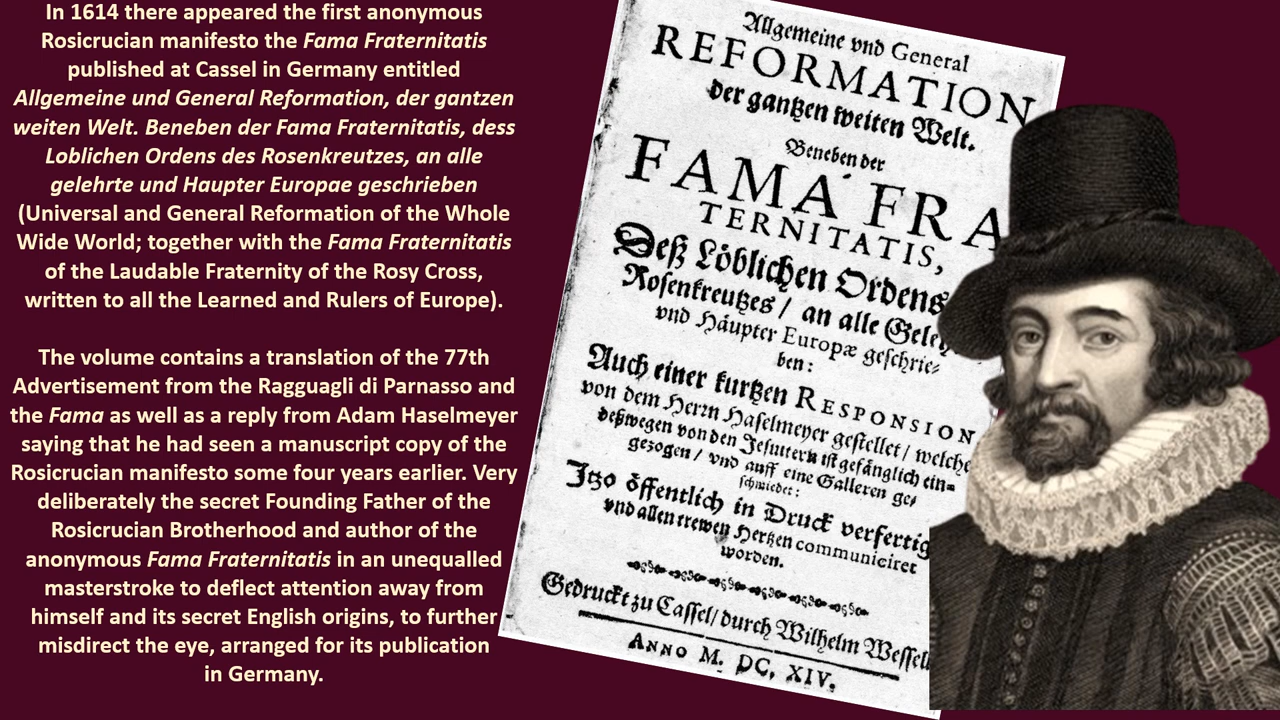 In 1614 there appeared the first anonymous
Rosicrucian manifesto the Fama Fraternitatis
published at Cassel in Germany entitled
Allgemeine und General Reformation, der gantzen
weiten Welt. Beneben der Fama Fraternitatis, dess
Loblichen Ordens des Rosenkreutzes, an alle
gelehrte und Haupter Europae geschrieben
(Universal and General Reformation of the Whole
Wide World; together with the Fama Fraternitatis
of the Laudable Fraternity of the Rosy Cross,
written to all the Learned and Rulers of Europe).
The volume contains a translation of the 77th
Advertisement from the Ragguagli di Parnasso and
the Fama as well as a reply from Adam Haselmeyer
saying that he had seen a manuscript copy of the
Rosicrucian manifesto some four years earlier. Very
deliberately the secret Founding Father of the
Rosicrucian Brotherhood and author of the
anonymous Fama Fraternitatis in an unequalled
masterstroke to deflect attention away from
himself and its secret English origins, to further
misdirect the eye, arranged for its publication
in Germany.
Allgemeine vnd General
REFORMATION
der gantzen weiten Welt.
Beneben der
FAMA FRA
TERNITATIS,
Deß Löblichen Ordens
Rosenkreutzes / an alle
vnd Häupter Europæ geschrie-
ben:
Auch einer kurtzen RESPONSION
von dem Herrn Haselmeyer gestellet / welche
deßwegen von den Jesuitern ist gefänglich ein-
gezogen / vnd auff eine Galleren ge-
schmiedet:
Itzo öffentlich in Druck
vnd allen trewen Hertzen communiciret
worden.
Gedruckt zu Cassel / durch Wilhelm
ANNO M. DC, XIV.